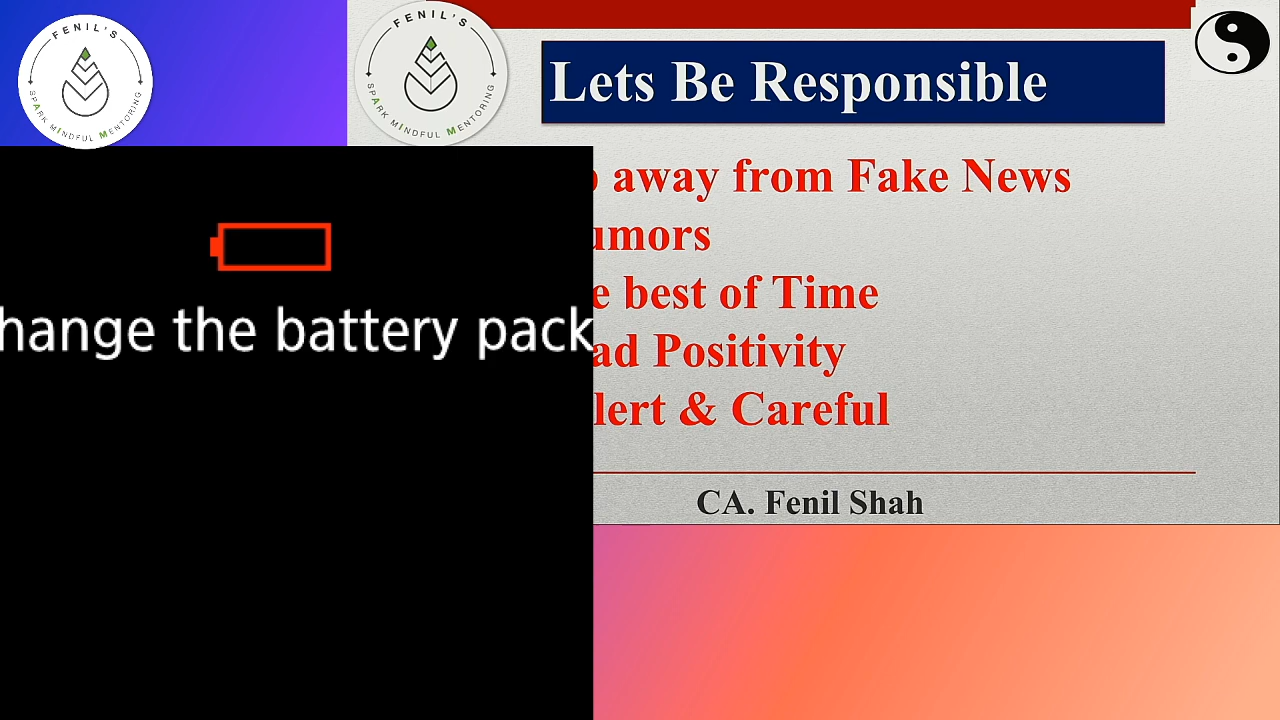 FENIL'S
SPARK MINDFUL MENTORING
FENIL'S
SPARK MINDFUL MENTORING
Lets Be Responsible
away from Fake News
umors
e best of Time
ad Positivity
lert & Careful
CA. Fenil Shah
hange the battery pack